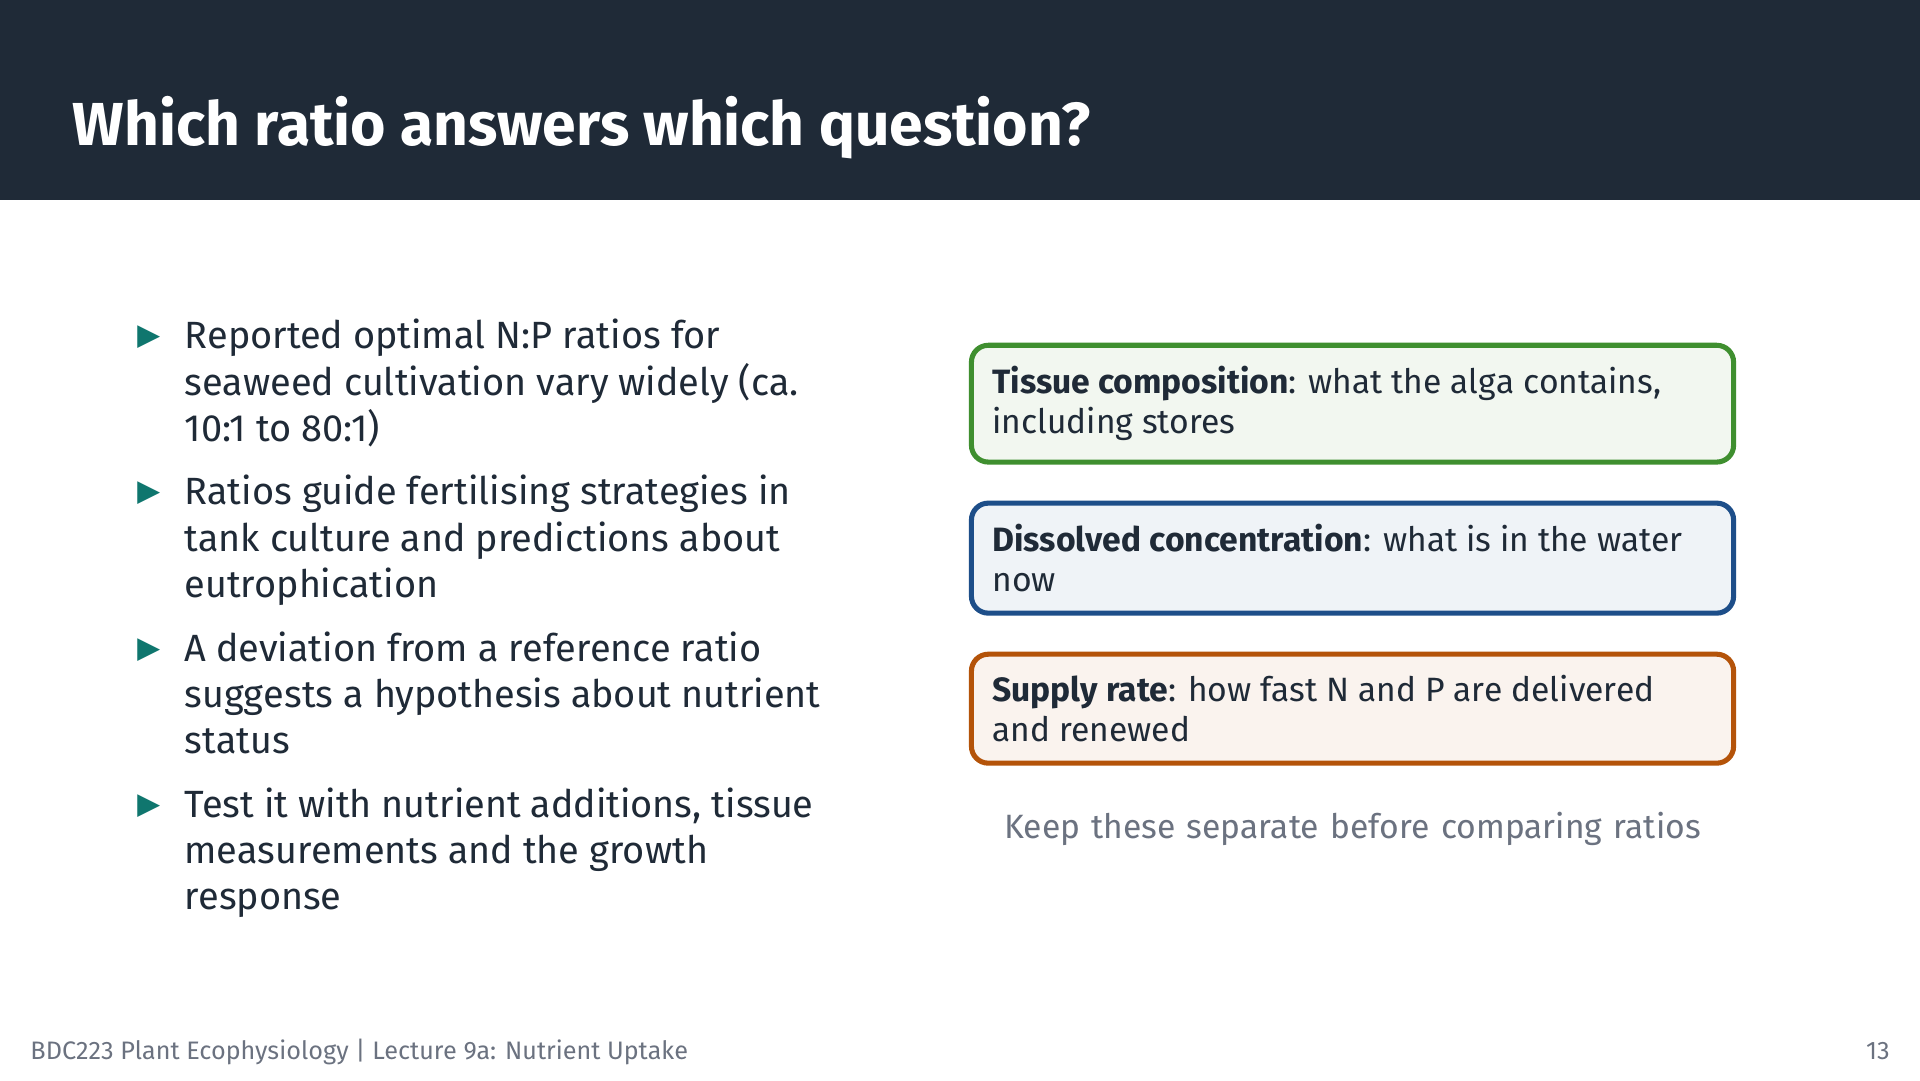 Which ratio answers which question?
► Reported optimal N:P ratios for
seaweed cultivation vary widely (ca.
10:1 to 80:1)
► Ratios guide fertilising strategies in
tank culture and predictions about
eutrophication
► A deviation from a reference ratio
suggests a hypothesis about nutrient
status
► Test it with nutrient additions, tissue
measurements and the growth
response
Tissue composition: what the alga contains,
including stores
Dissolved concentration: what is in the water
now
Supply rate: how fast N and P are delivered
and renewed
Keep these separate before comparing ratios
BDC223 Plant Ecophysiology | Lecture 9a: Nutrient Uptake
13